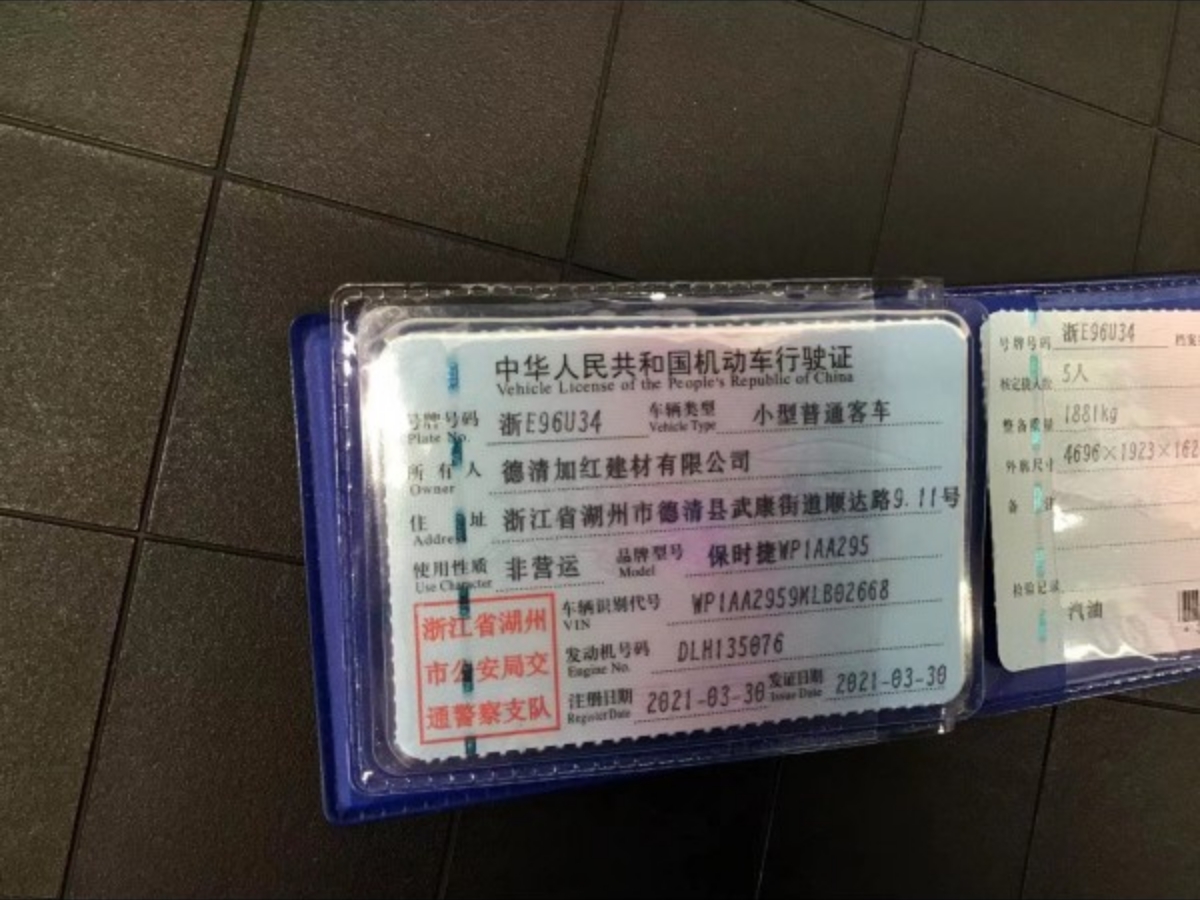 中华人民共和国机动车行驶证
Vehicle License of the People's Republic of China
号牌号码 浙E96U34 车辆类型 小型普通客车
Plate No. Vehicle Type
所有人 德清加红建材有限公司
Owner
住址 浙江省湖州市德清县武康街道顺达路9.11号
Address
使用性质 非营运 品牌型号 保时捷WP1AA295
Use Character Model
车辆识别代号 WP1AA2959MLB02668
VIN
发动机号码 DLH135076
Engine No.
注册日期 2021-03-30 发证日期 2021-03-30
Register Date Issue Date
浙江省湖州
市公安局交
通警察支队
号牌号码 浙E96U34 档案
核定载人数 5人
整备质量 1881kg
外廓尺寸 4696×1923×162
备注
检验记录
汽油